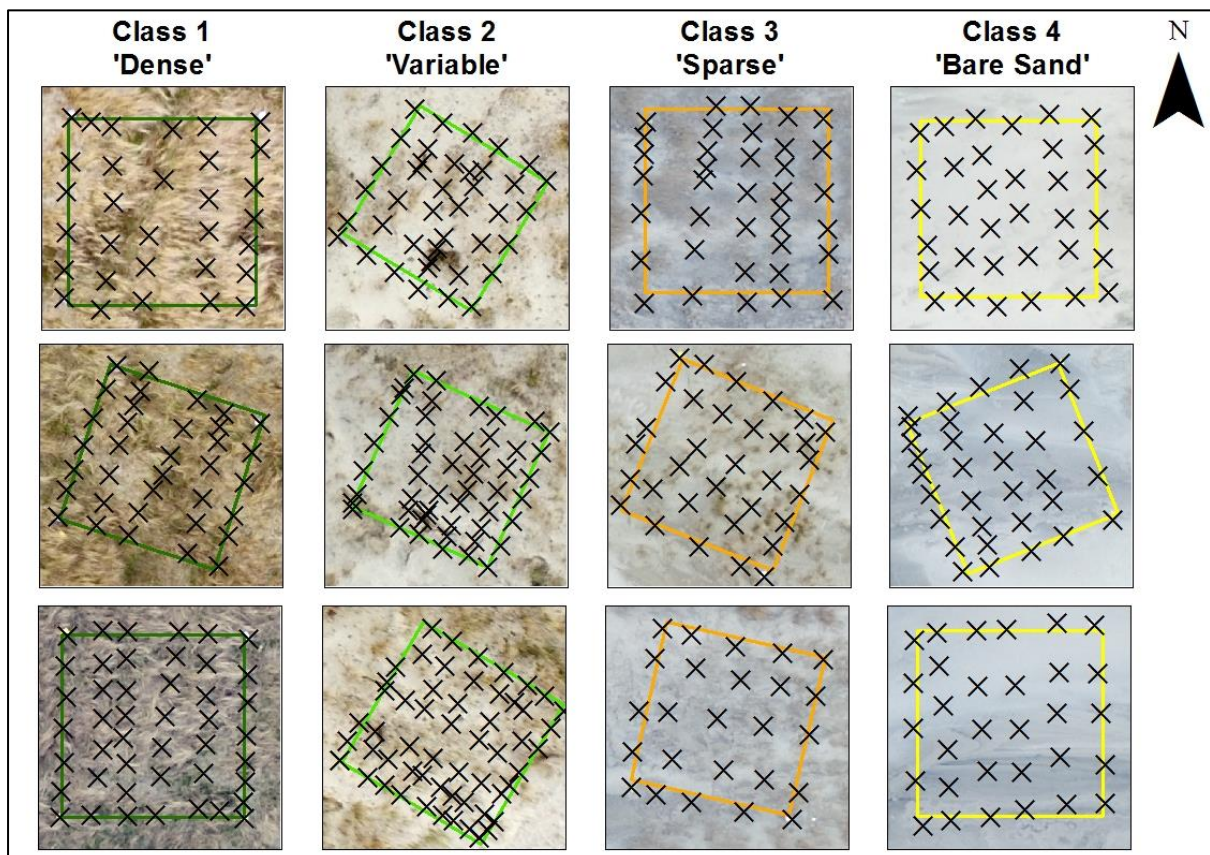 Class 1
'Dense'
Class 2
'Variable'
Class 3
'Sparse'
Class 4
'Bare Sand'
N